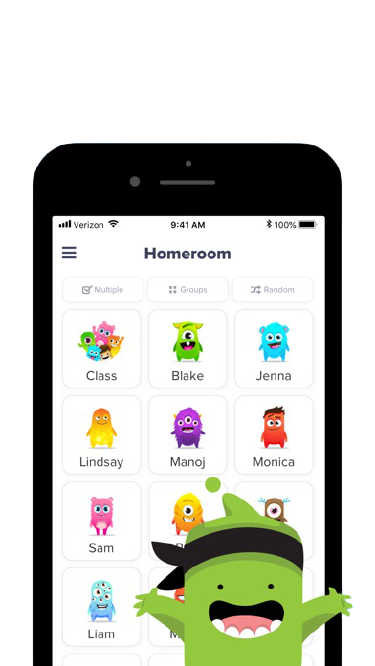 Verizon 9:41 AM 100%
Homeroom
Multiple Groups Random
Class Blake Jenna
Lindsay Manoj Monica
Sam
Liam